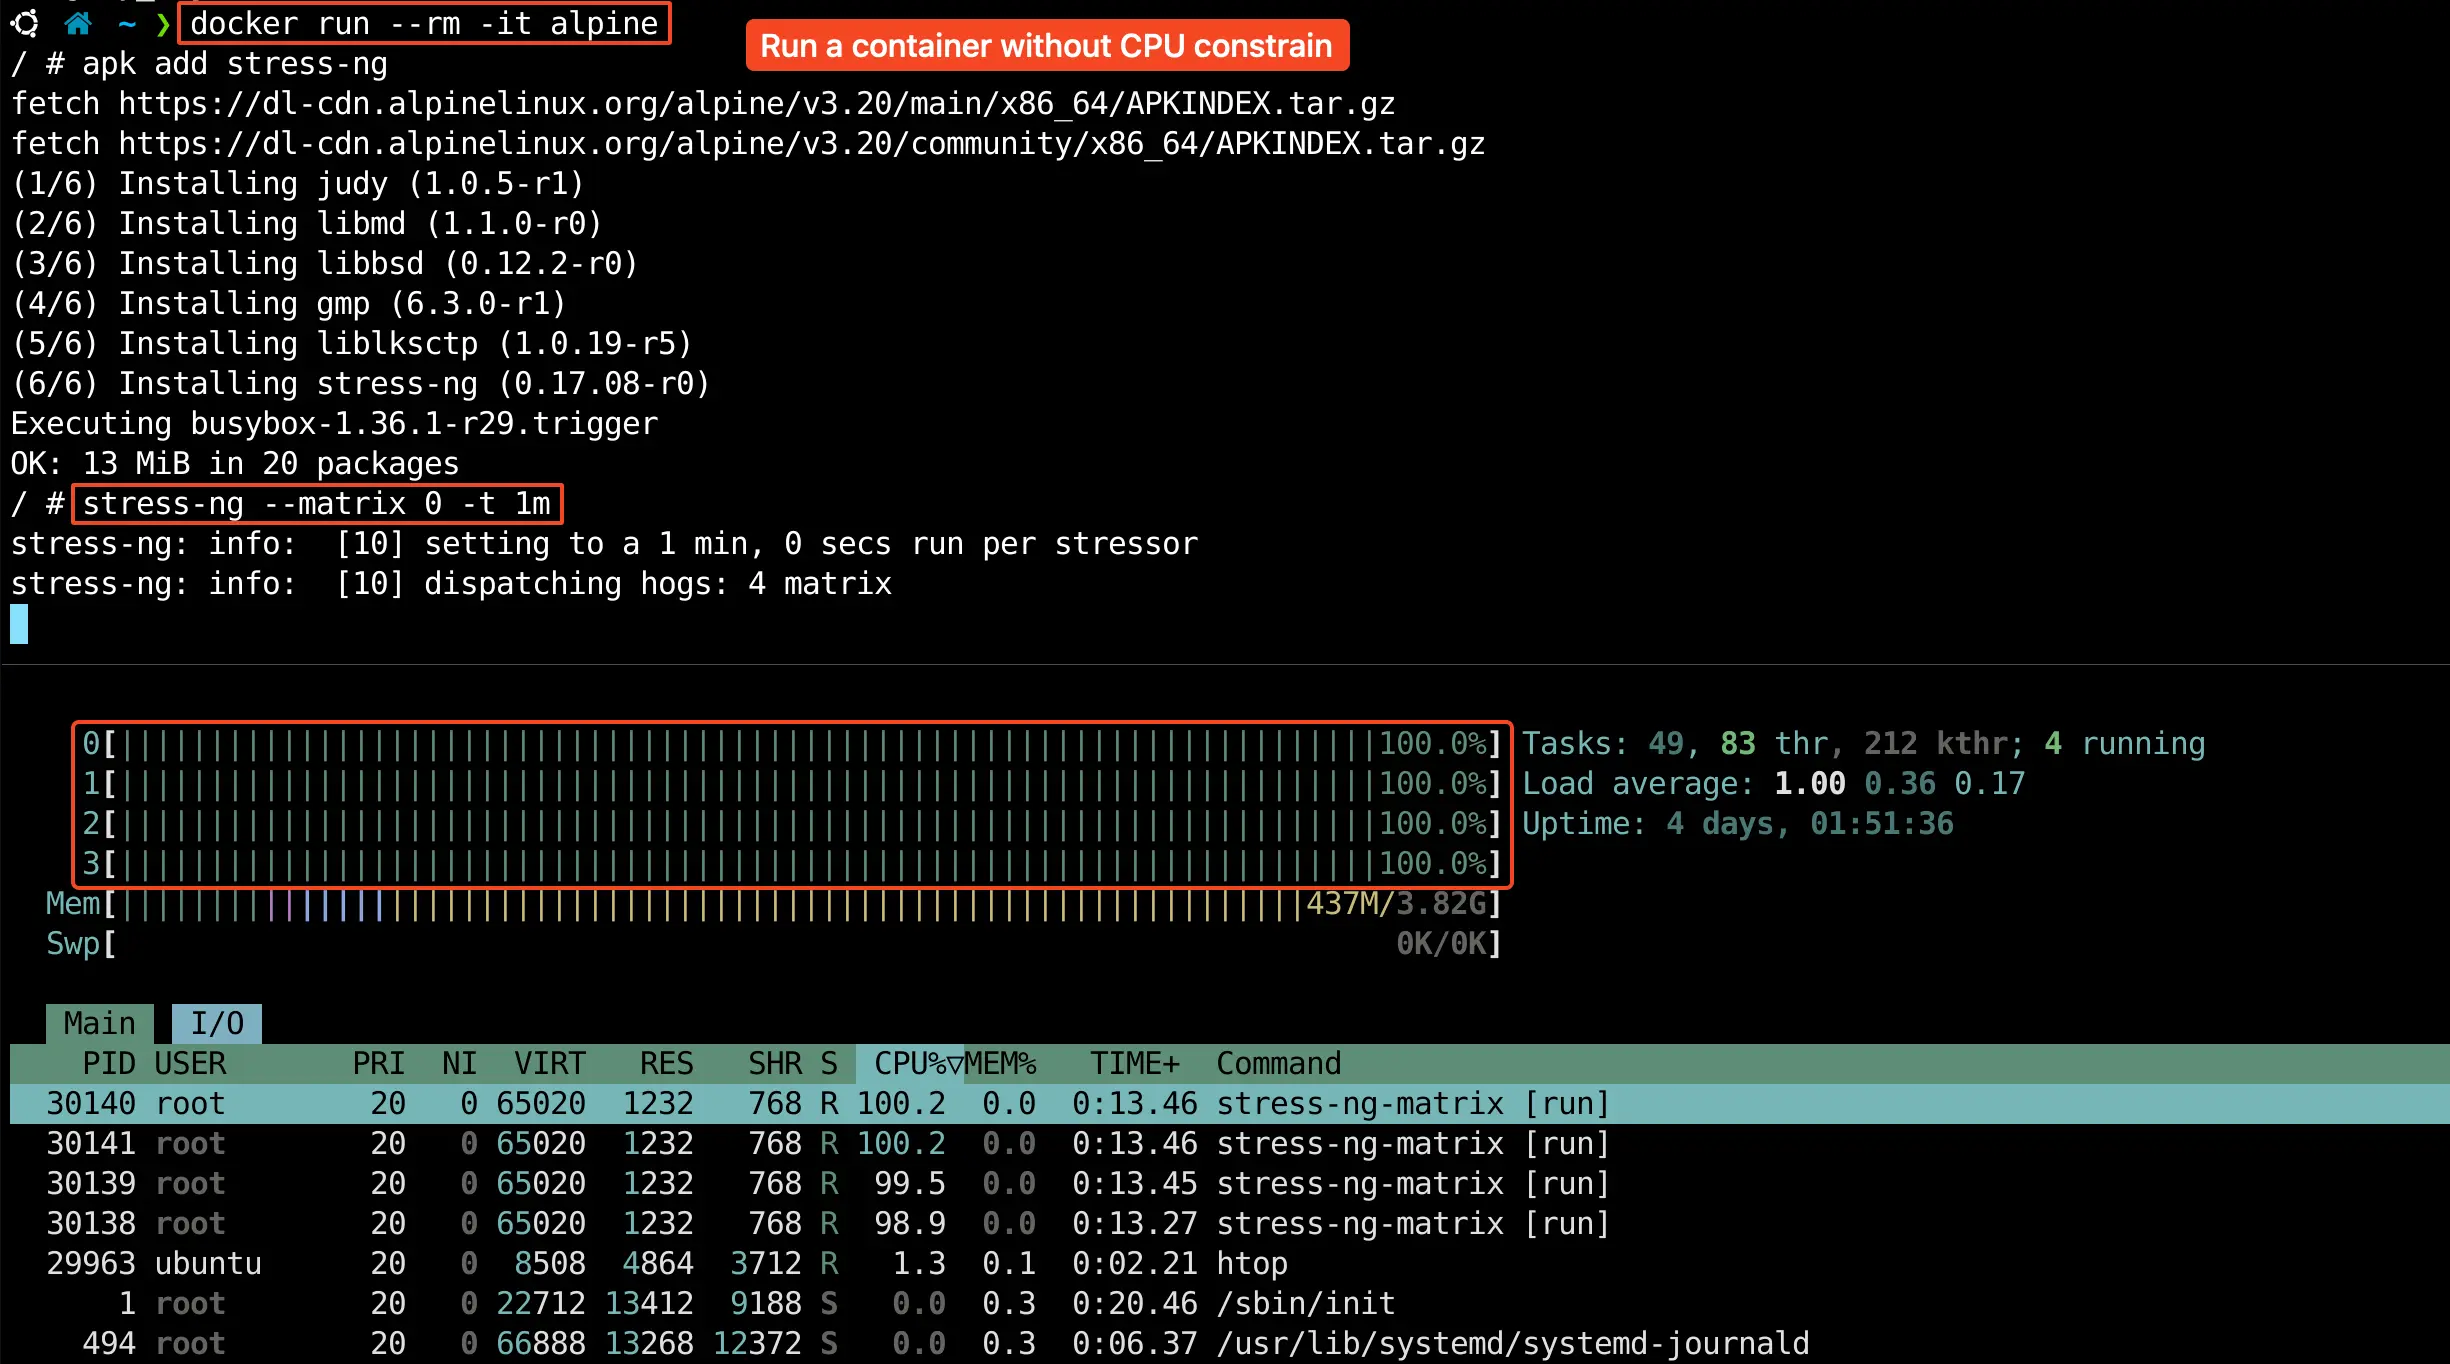 ~ ❯ docker run --rm -it alpine
Run a container without CPU constrain
/ # apk add stress-ng
fetch https://dl-cdn.alpinelinux.org/alpine/v3.20/main/x86_64/APKINDEX.tar.gz
fetch https://dl-cdn.alpinelinux.org/alpine/v3.20/community/x86_64/APKINDEX.tar.gz
(1/6) Installing judy (1.0.5-r1)
(2/6) Installing libmd (1.1.0-r0)
(3/6) Installing libbsd (0.12.2-r0)
(4/6) Installing gmp (6.3.0-r1)
(5/6) Installing liblksctp (1.0.19-r5)
(6/6) Installing stress-ng (0.17.08-r0)
Executing busybox-1.36.1-r29.trigger
OK: 13 MiB in 20 packages
/ # stress-ng --matrix 0 -t 1m
stress-ng: info:  [10] setting to a 1 min, 0 secs run per stressor
stress-ng: info:  [10] dispatching hogs: 4 matrix
0[100.0%] Tasks: 49, 83 thr, 212 kthr; 4 running
1[100.0%] Load average: 1.00 0.36 0.17
2[100.0%] Uptime: 4 days, 01:51:36
3[100.0%]
Mem[437M/3.82G]
Swp[0K/0K]
Main I/O
PID USER PRI NI VIRT RES SHR S CPU%▽MEM% TIME+ Command
30140 root 20 0 65020 1232 768 R 100.2 0.0 0:13.46 stress-ng-matrix [run]
30141 root 20 0 65020 1232 768 R 100.2 0.0 0:13.46 stress-ng-matrix [run]
30139 root 20 0 65020 1232 768 R 99.5 0.0 0:13.45 stress-ng-matrix [run]
30138 root 20 0 65020 1232 768 R 98.9 0.0 0:13.27 stress-ng-matrix [run]
29963 ubuntu 20 0 8508 4864 3712 R 1.3 0.1 0:02.21 htop
1 root 20 0 22712 13412 9188 S 0.0 0.3 0:20.46 /sbin/init
494 root 20 0 66888 13268 12372 S 0.0 0.3 0:06.37 /usr/lib/systemd/systemd-journald